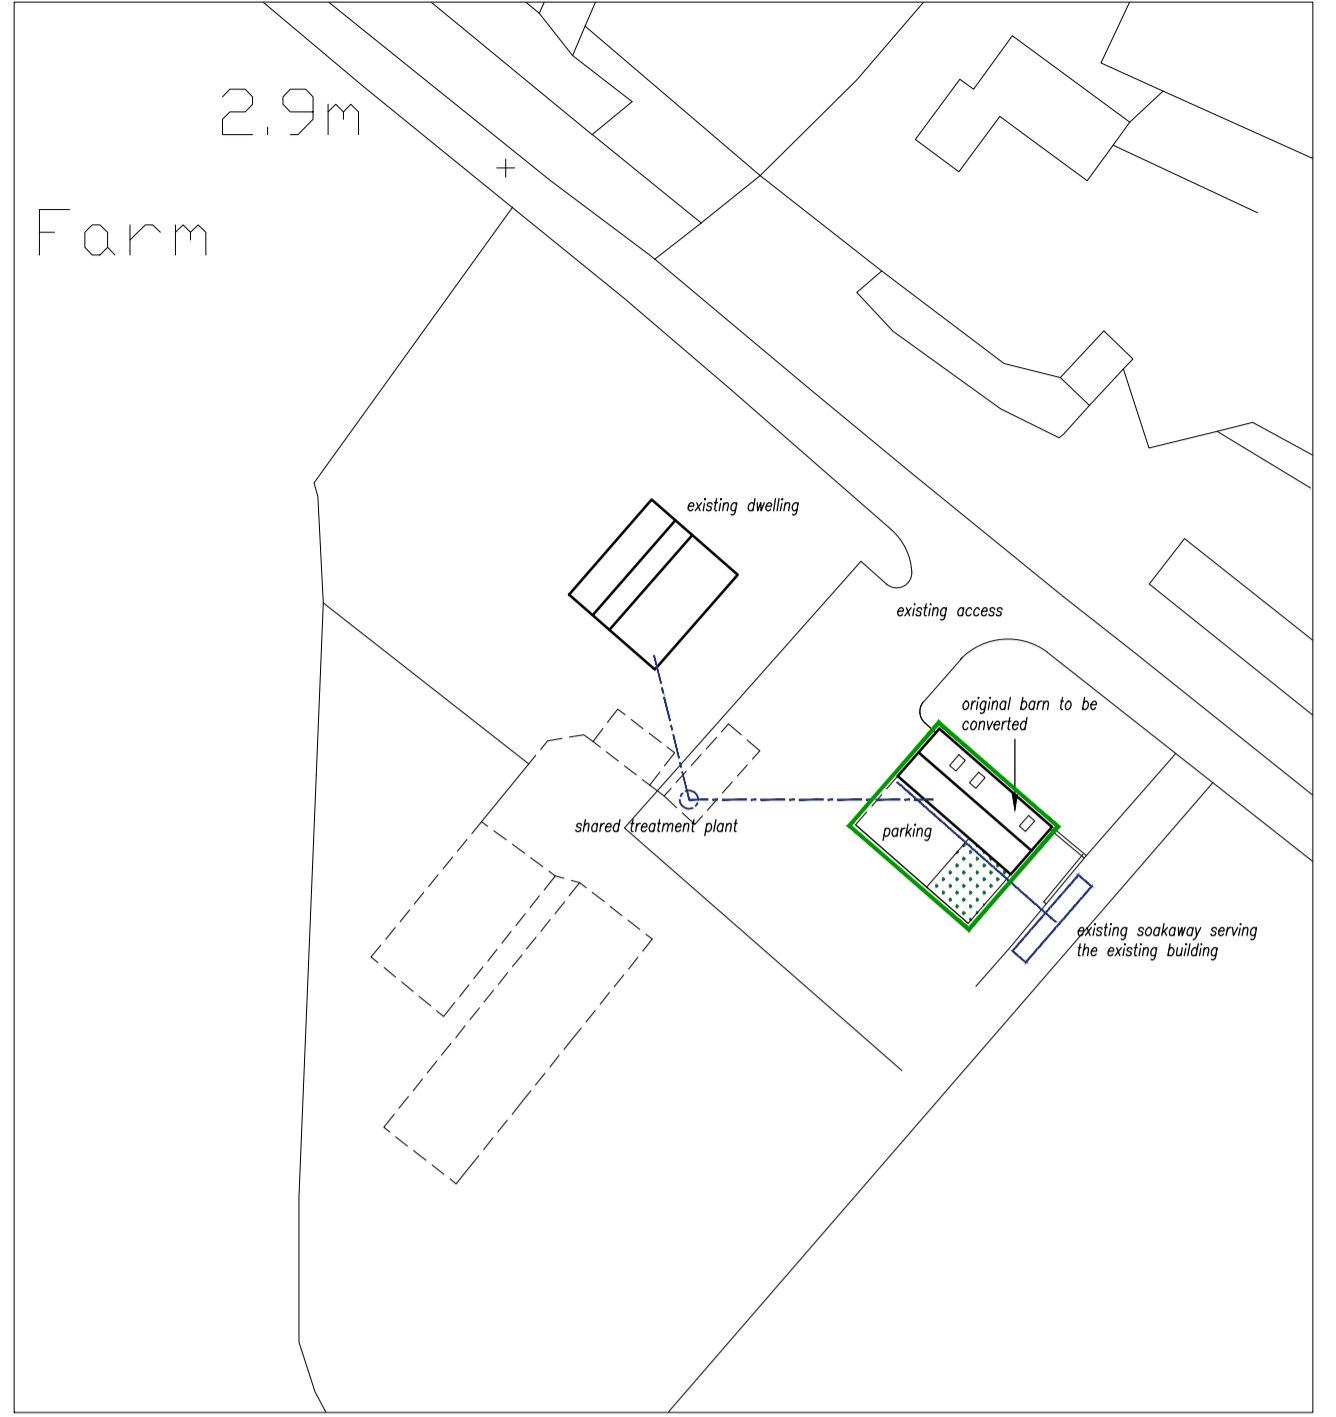 2.9m
Farm
existing dwelling
existing access
original barn to be
converted
shared treatment plant
parking
existing soakaway serving
the existing building